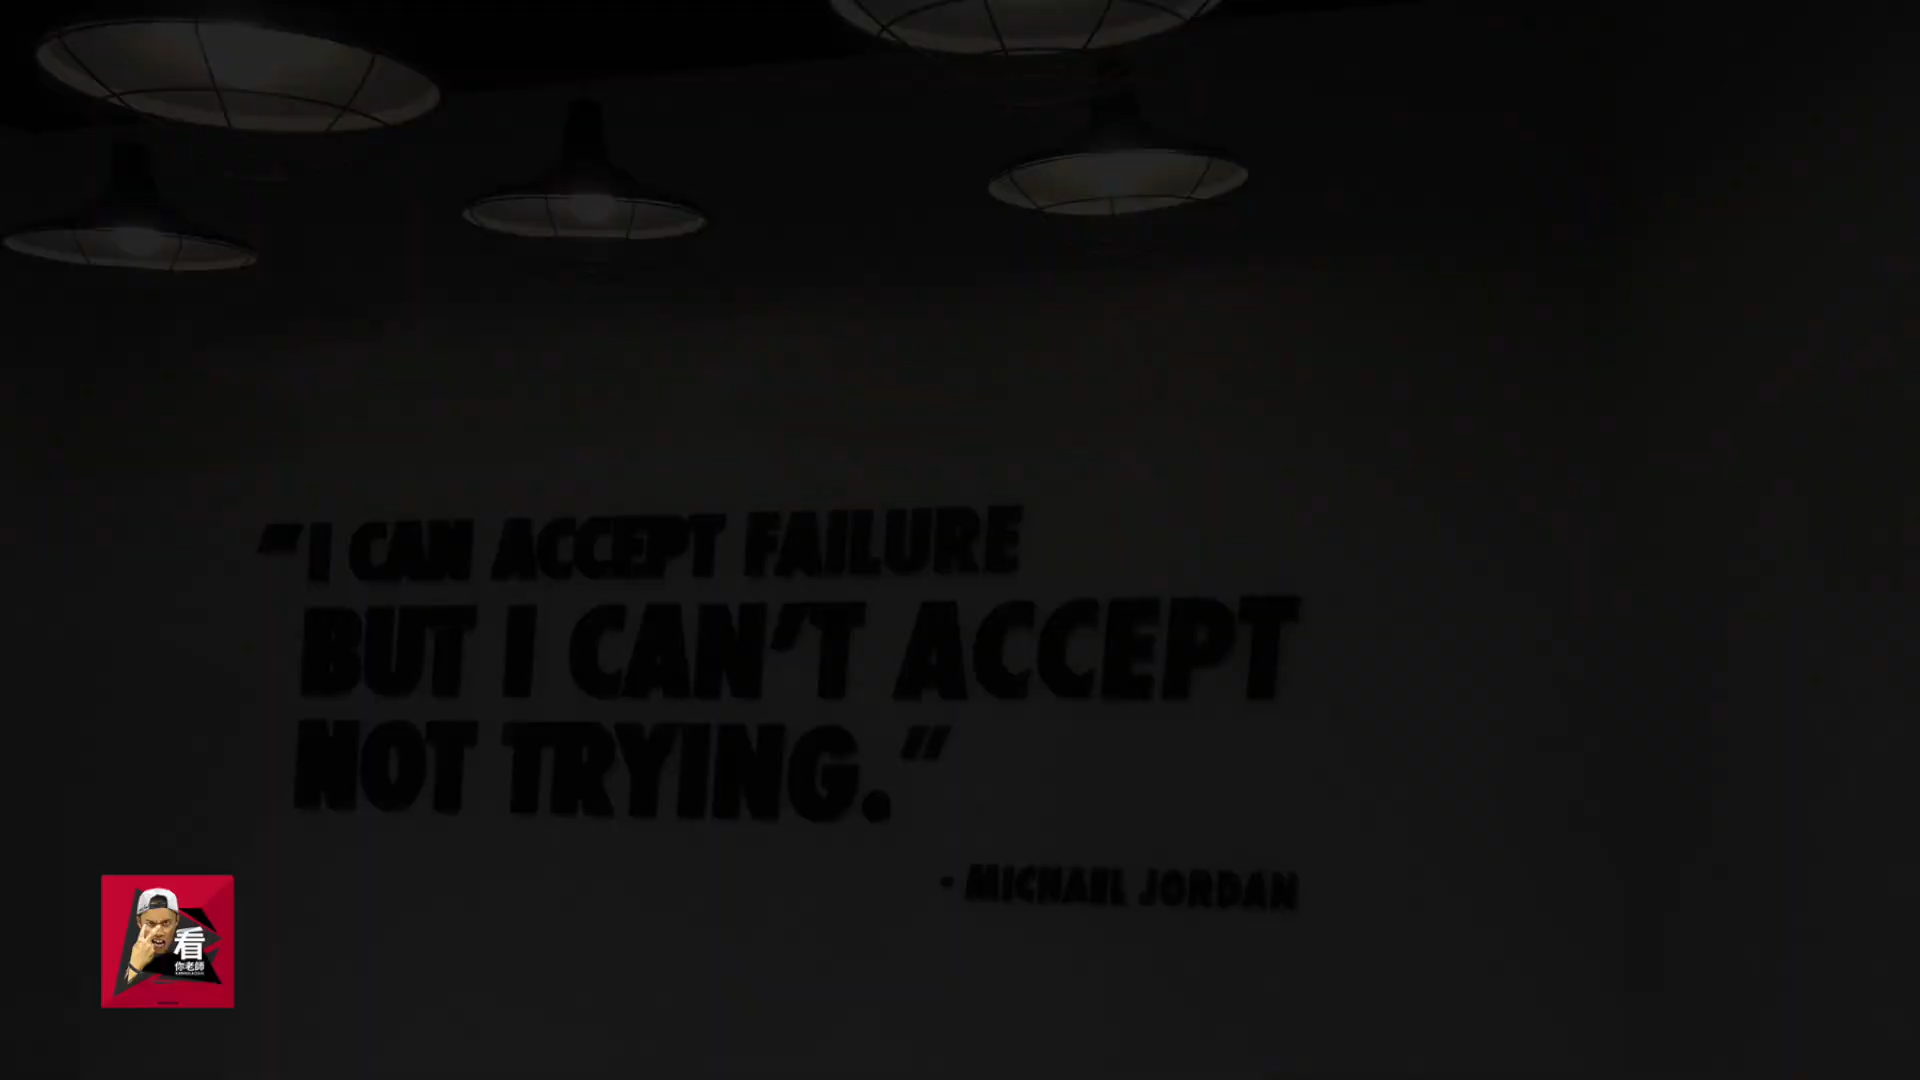 "I CAN ACCEPT FAILURE
BUT I CAN'T ACCEPT
NOT TRYING."
- MICHAEL JORDAN
看
你老師